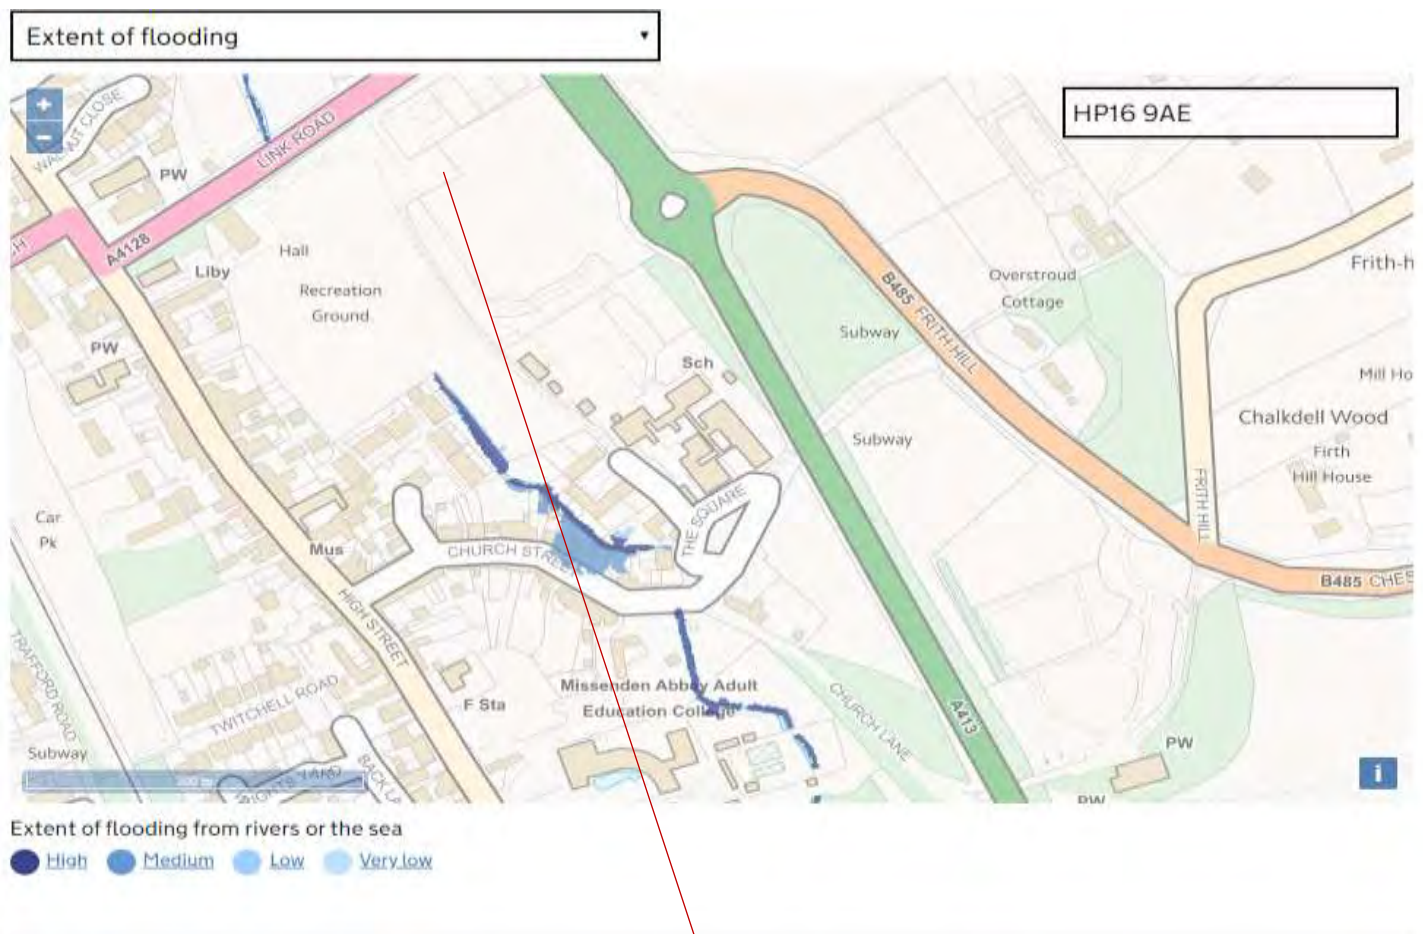 Extent of flooding
+
−
HP16 9AE
WALNUT CLOSE
PW
LINK ROAD
A4128
Liby
Hall
Recreation
Ground
PW
Sch
B485 FRITH HILL
Overstroud
Cottage
Subway
Frith-h
Mill Ho
Chalkdell Wood
Firth
Hill House
Subway
FRITH HILL
Car
Pk
Mus
CHURCH STREET
THE SQUARE
HIGH STREET
B485 CHES
TRAFFORD ROAD
TWITCHELL ROAD
F Sta
Missenden Abbey Adult
Education College
CHURCH LANE
A413
PW
Subway
WRIGHTS YARD
BACK LA
PW
i
Extent of flooding from rivers or the sea
High Medium Low Very low